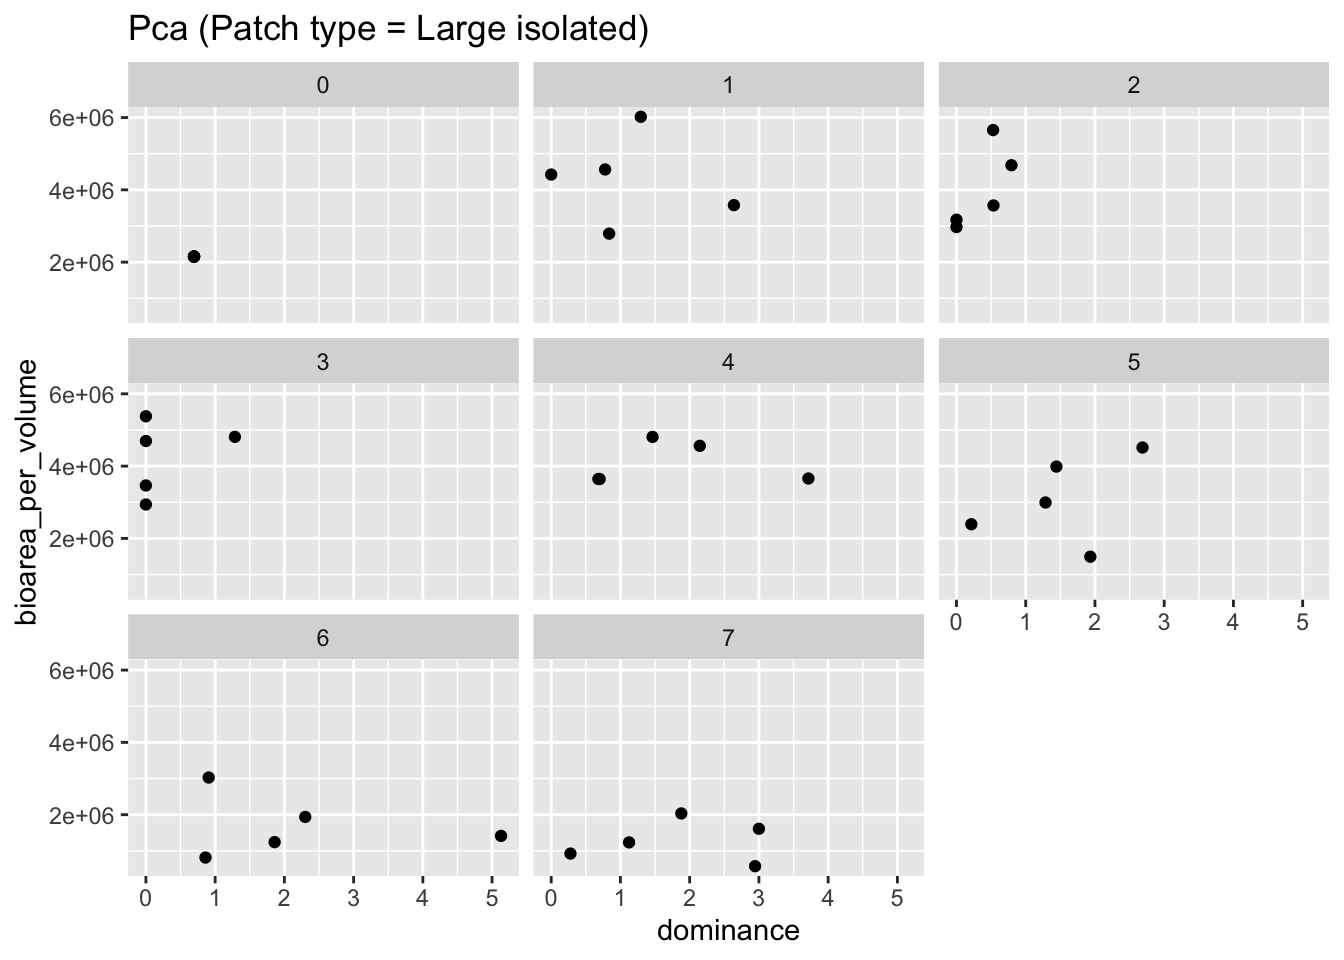 Pca (Patch type = Large isolated)
0 1 2
6e+06
4e+06
2e+06
3 4 5
6e+06
4e+06
2e+06
0 1 2 3 4 5
6 7
6e+06
4e+06
2e+06
0 1 2 3 4 5 0 1 2 3 4 5
dominance
bioarea_per_volume